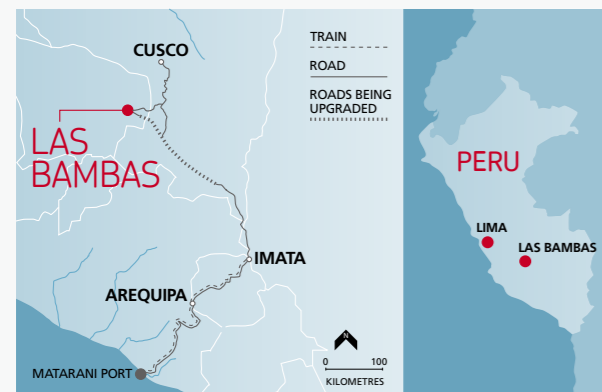 CUSCO
LAS
BAMBAS
IMATA
AREQUIPA
MATARANI PORT
TRAIN
ROAD
ROADS BEING
UPGRADED
N
0 100
KILOMETRES
PERU
LIMA
LAS BAMBAS